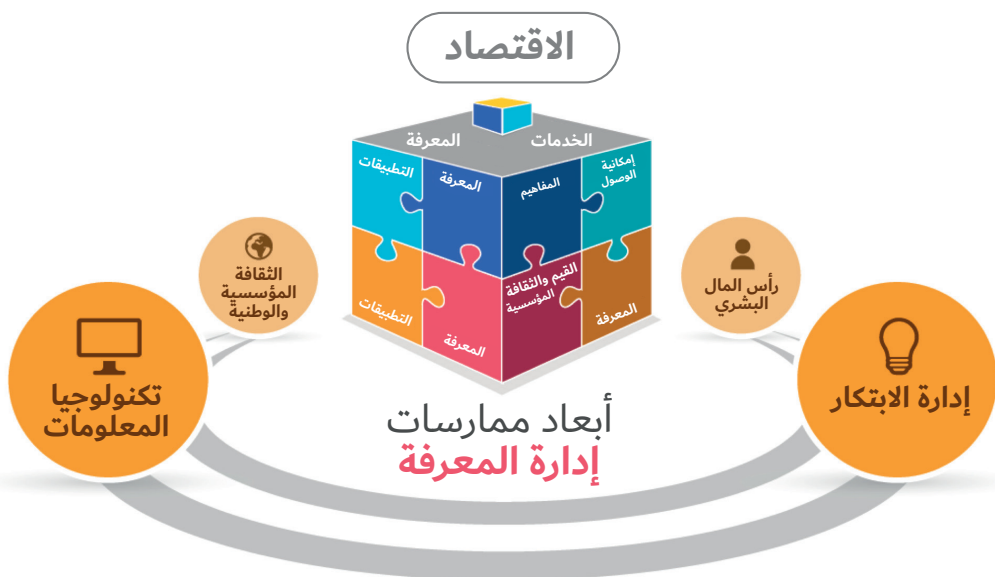 الاقتصاد
الخدمات
المعرفة
إمكانية
الوصول
المفاهيم
المعرفة
التطبيقات
القيم والثقافة
المؤسسية
المعرفة
المعرفة
التطبيقات
رأس المال
البشري
الثقافة
المؤسسية
والوطنية
إدارة الابتكار
تكنولوجيا
المعلومات
أبعاد ممارسات
إدارة المعرفة